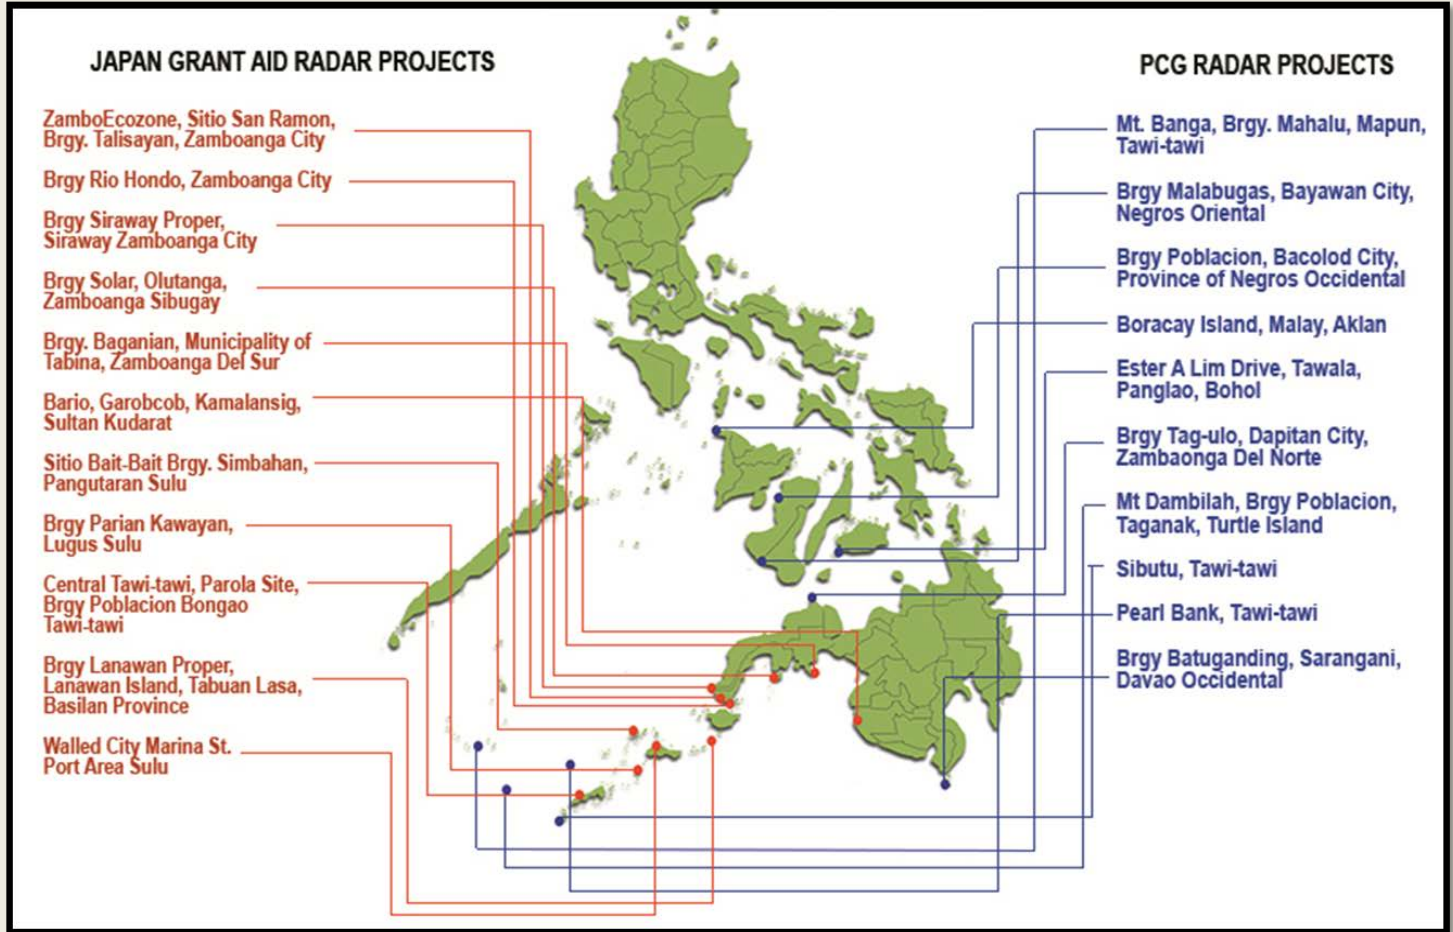 JAPAN GRANT AID RADAR PROJECTS
ZamboEcozone, Sitio San Ramon,
Brgy. Talisayan, Zamboanga City
Brgy Rio Hondo, Zamboanga City
Brgy Siraway Proper,
Siraway Zamboanga City
Brgy Solar, Olutanga,
Zamboanga Sibugay
Brgy. Baganian, Municipality of
Tabina, Zamboanga Del Sur
Bario, Garobcob, Kamalansig,
Sultan Kudarat
Sitio Bait-Bait Brgy. Simbahan,
Pangutaran Sulu
Brgy Parian Kawayan,
Lugus Sulu
Central Tawi-tawi, Parola Site,
Brgy Poblacion Bongao
Tawi-tawi
Brgy Lanawan Proper,
Lanawan Island, Tabuan Lasa,
Basilan Province
Walled City Marina St.
Port Area Sulu
PCG RADAR PROJECTS
Mt. Banga, Brgy. Mahalu, Mapun,
Tawi-tawi
Brgy Malabugas, Bayawan City,
Negros Oriental
Brgy Poblacion, Bacolod City,
Province of Negros Occidental
Boracay Island, Malay, Aklan
Ester A Lim Drive, Tawala,
Panglao, Bohol
Brgy Tag-ulo, Dapitan City,
Zambaonga Del Norte
Mt Dambilah, Brgy Poblacion,
Taganak, Turtle Island
Sibutu, Tawi-tawi
Pearl Bank, Tawi-tawi
Brgy Batuganding, Sarangani,
Davao Occidental